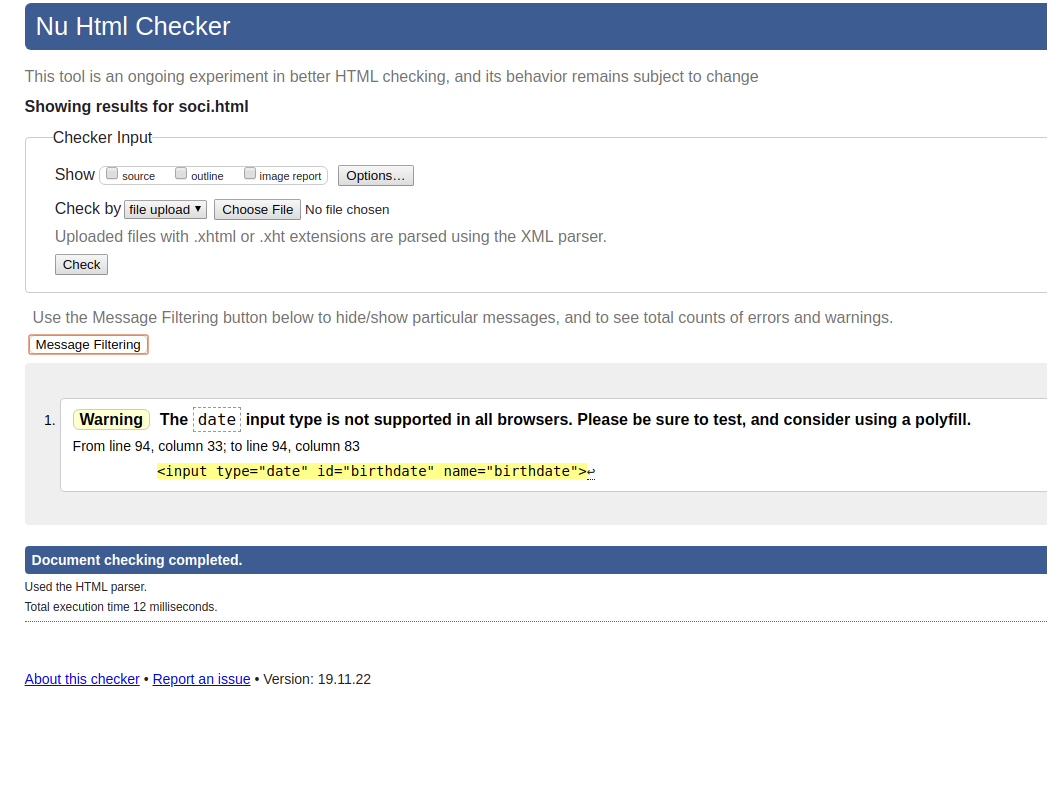 Nu Html Checker
This tool is an ongoing experiment in better HTML checking, and its behavior remains subject to change
Showing results for soci.html
Checker Input
Show source outline image report Options…
Check by file upload ▾ Choose File No file chosen
Uploaded files with .xhtml or .xht extensions are parsed using the XML parser.
Check
Use the Message Filtering button below to hide/show particular messages, and to see total counts of errors and warnings.
Message Filtering
1. Warning The date input type is not supported in all browsers. Please be sure to test, and consider using a polyfill.
From line 94, column 33; to line 94, column 83
<input type="date" id="birthdate" name="birthdate">↩
Document checking completed.
Used the HTML parser.
Total execution time 12 milliseconds.
About this checker • Report an issue • Version: 19.11.22